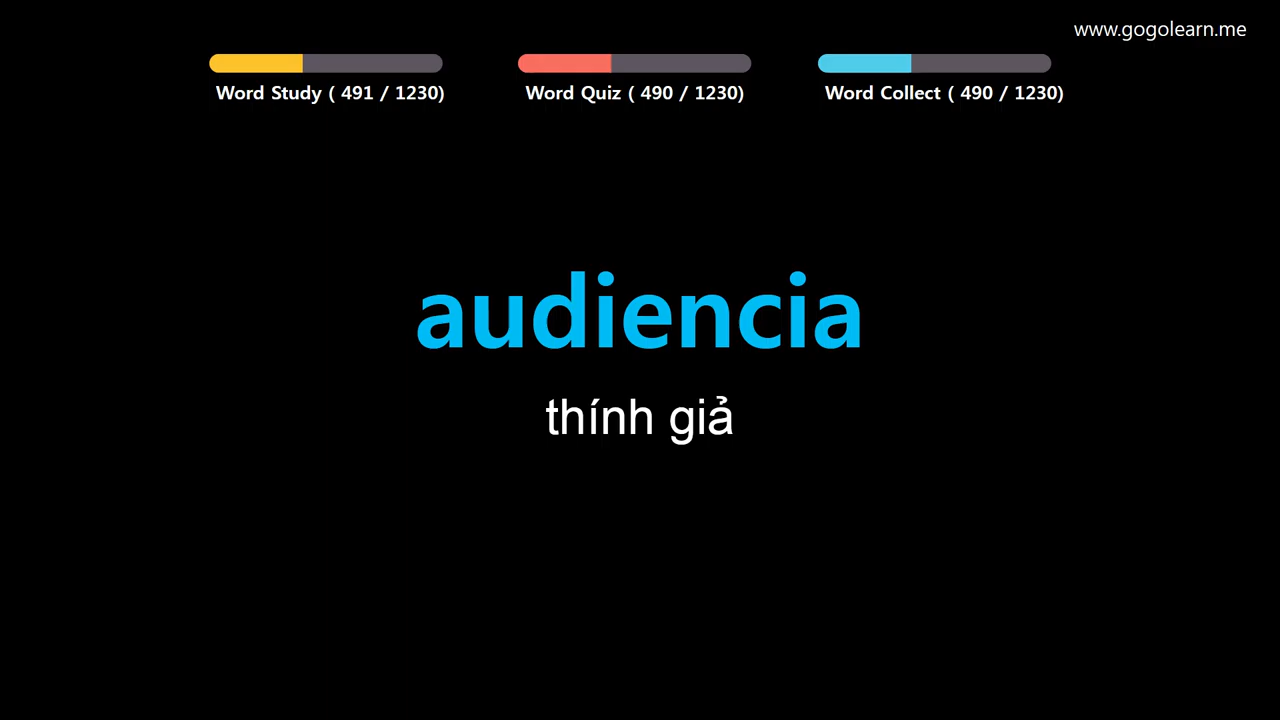 www.gogolearn.me
Word Study ( 491 / 1230)
Word Quiz ( 490 / 1230)
Word Collect ( 490 / 1230)
audiencia
thính giả